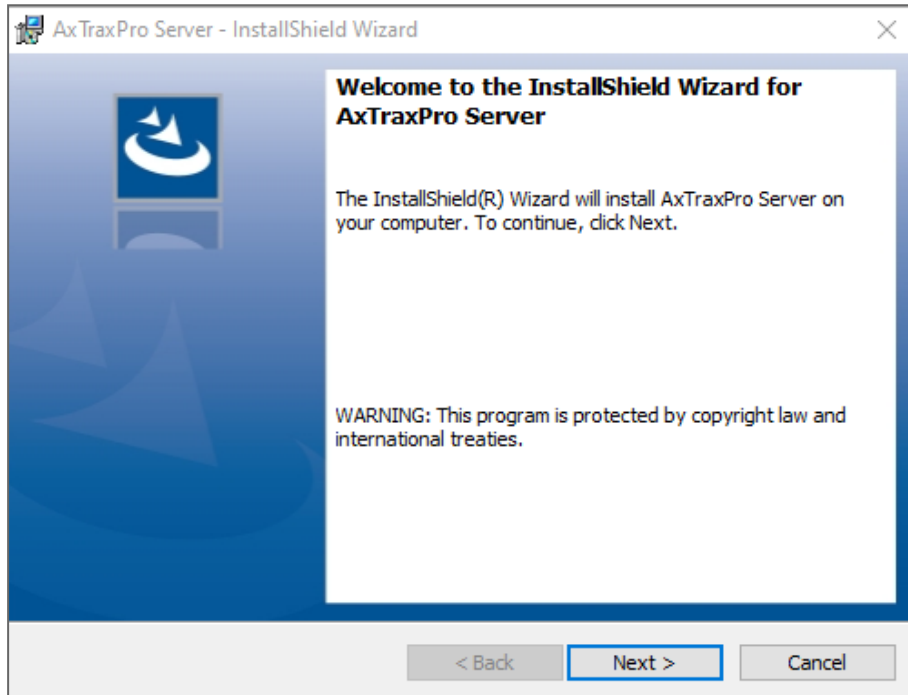 AxTraxPro Server - InstallShield Wizard
Welcome to the InstallShield Wizard for
AxTraxPro Server
The InstallShield(R) Wizard will install AxTraxPro Server on
your computer. To continue, click Next.
WARNING: This program is protected by copyright law and
international treaties.
< Back Next > Cancel